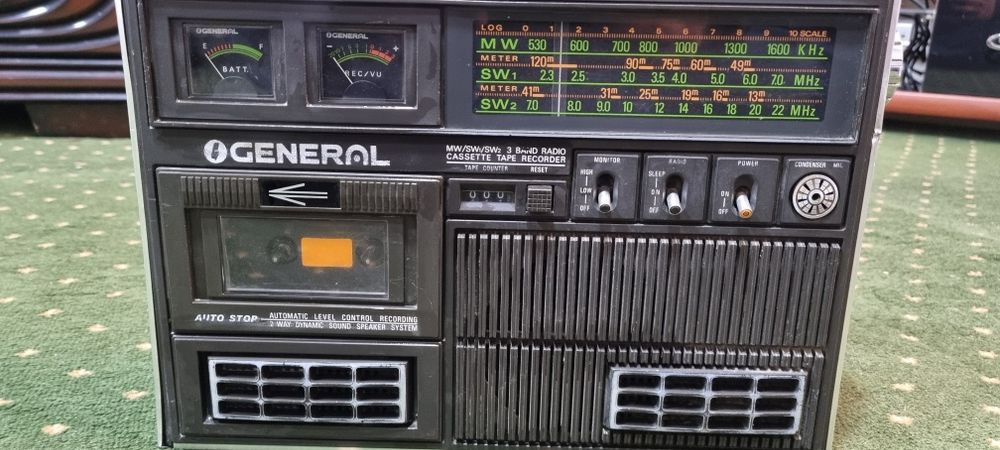 GENERAL
E F
BATT.
GENERAL
- +
REC/VU
LOG 0 1 2 3 4 5 6 7 8 9 10 SCALE
MW 530 600 700 800 1000 1300 1600 KHz
METER 120m 90m 75m 60m 49m
SW1 2.3 2.5 3.0 3.5 4.0 5.0 6.0 7.0 MHz
METER 41m 31m 25m 19m 16m 13m
SW2 7.0 8.0 9.0 10 12 14 16 18 20 22 MHz
GENERAL
MW/SW1/SW2 3 BAND RADIO
CASSETTE TAPE RECORDER
TAPE COUNTER RESET
000
MONITOR
HIGH
LOW
OFF
RADIO
SLEEP
ON
OFF
POWER
ON
OFF
CONDENSER MIC
AUTO STOP
AUTOMATIC LEVEL CONTROL RECORDING
2 WAY DYNAMIC SOUND SPEAKER SYSTEM